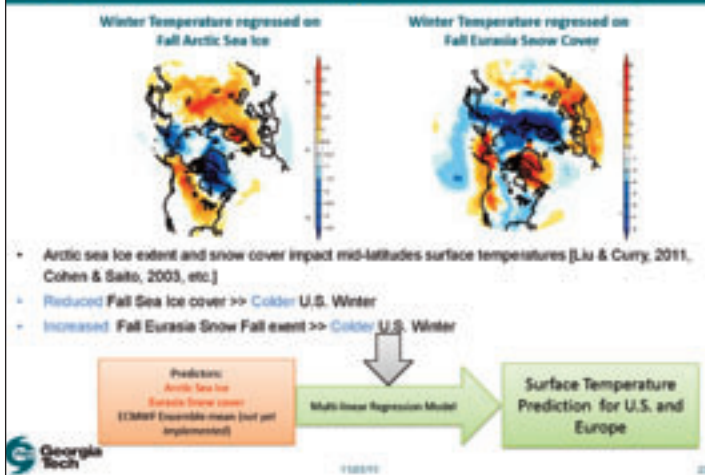 Winter Temperature regressed on
Fall Arctic Sea Ice
Winter Temperature regressed on
Fall Eurasia Snow Cover
• Arctic sea Ice extent and snow cover impact mid-latitudes surface temperatures [Liu & Curry, 2011,
Cohen & Saito, 2003, etc.]
• Reduced Fall Sea Ice cover >> Colder U.S. Winter
• Increased Fall Eurasia Snow Fall exent >> Colder U.S. Winter
Predictors:
Arctic Sea Ice
Eurasia Snow cover
ECMWF Ensemble mean (not yet
implemented)
Multi-linear Regression Model
Surface Temperature
Prediction for U.S. and
Europe
Georgia
Tech